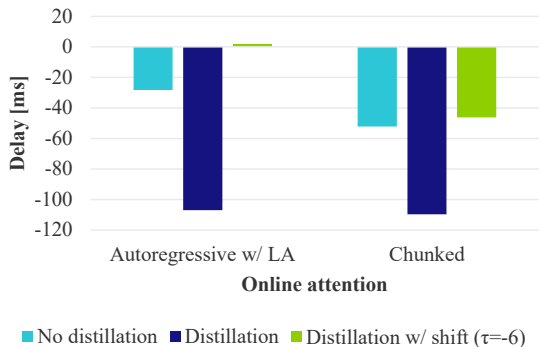 20
0
-20
-40
-60
-80
-100
-120
Delay [ms]
Autoregressive w/ LA Chunked
Online attention
No distillation Distillation Distillation w/ shift (τ=-6)